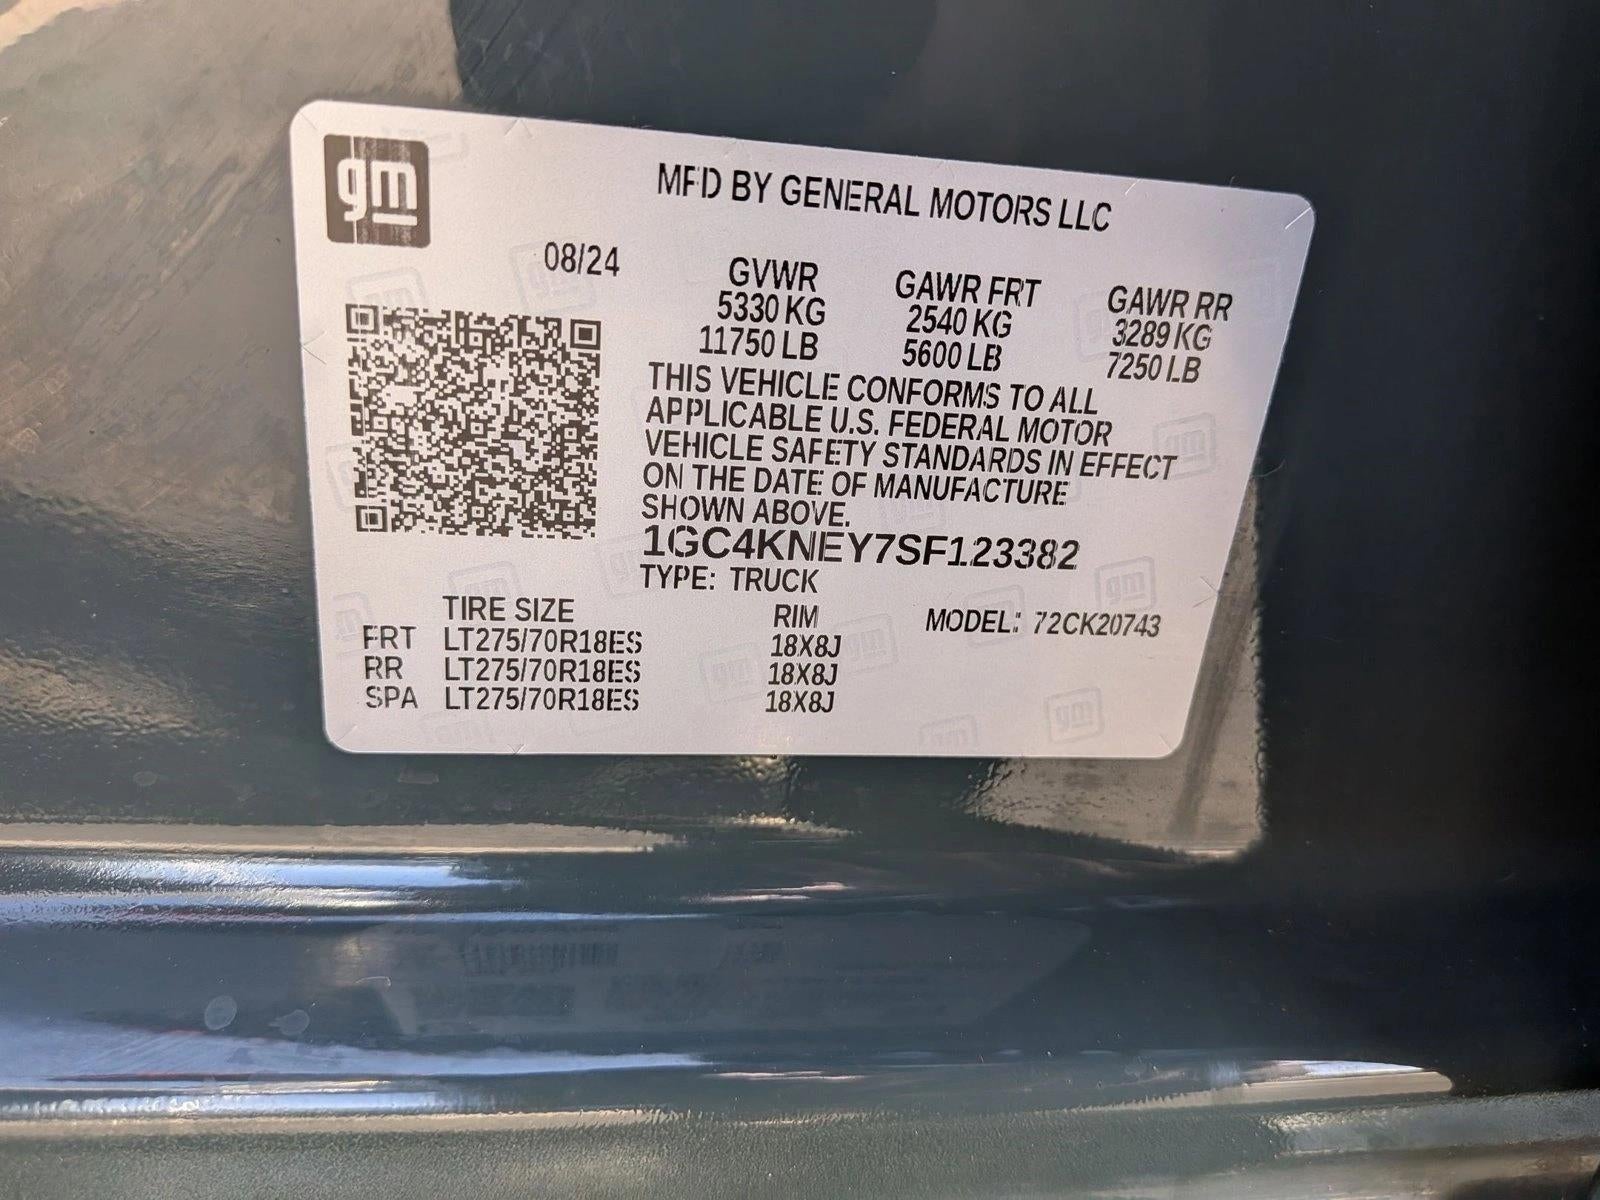 gm
MFD BY GENERAL MOTORS LLC
08/24
GVWR GAWR FRT GAWR RR
5330 KG 2540 KG 3289 KG
11750 LB 5600 LB 7250 LB
THIS VEHICLE CONFORMS TO ALL
APPLICABLE U.S. FEDERAL MOTOR
VEHICLE SAFETY STANDARDS IN EFFECT
ON THE DATE OF MANUFACTURE
SHOWN ABOVE.
1GC4KNEY7SF123382
TYPE: TRUCK
TIRE SIZE RIM MODEL: 72CK20743
FRT LT275/70R18ES 18X8J
RR LT275/70R18ES 18X8J
SPA LT275/70R18ES 18X8J